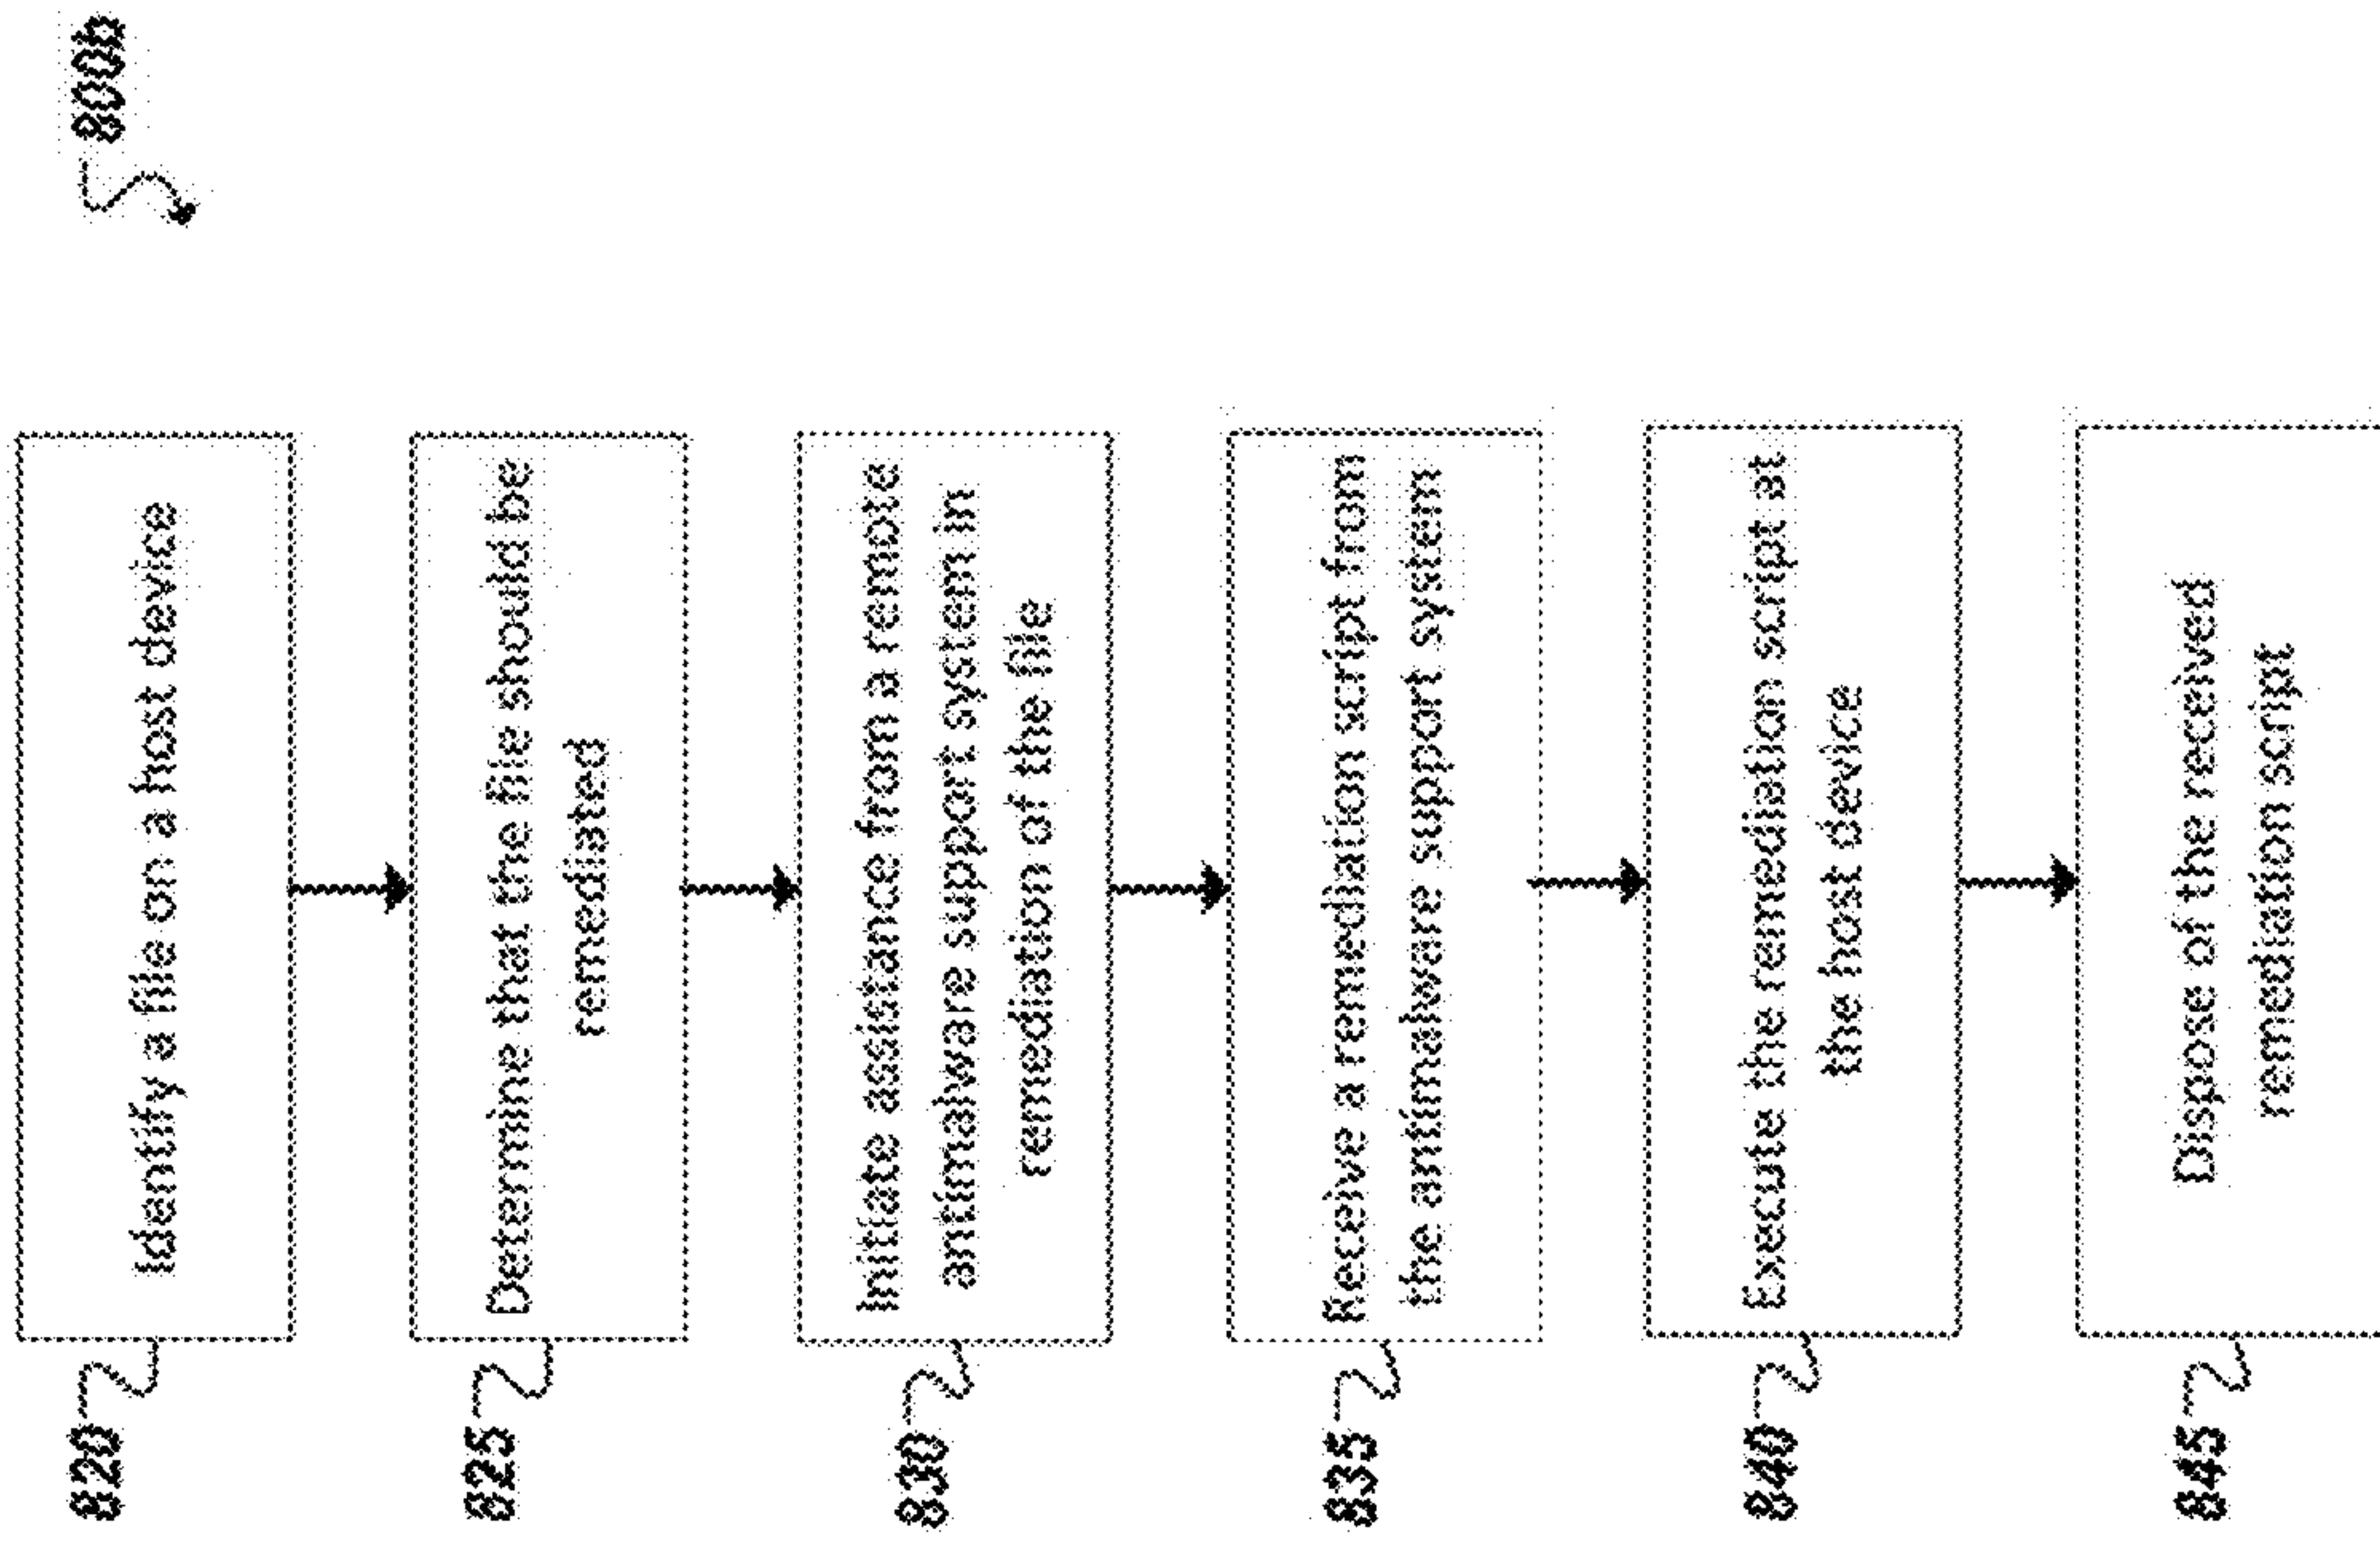 800b
820
Identify a file on a host device
825
Determine that the file should be
remediated
830
Initiate assistance from a remote
antimalware support system in
remediation of the file
835
Receive a remediation script from
the antimalware support system
840
Execute the remediation script at
the host device
845
Dispose of the received
remediation script